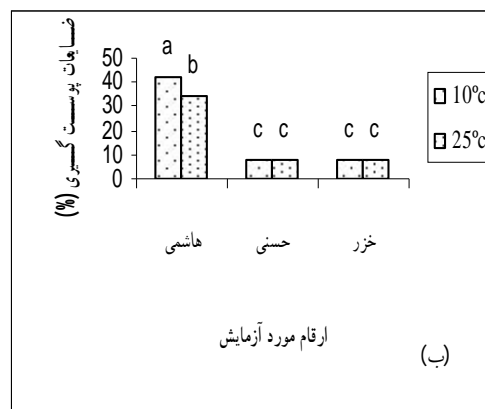 ضایعات پوست گیری (%)
50
40
30
20
10
0
a
b
c c
c c
هاشمی
حسنی
خزر
10ºc
25ºc
ارقام مورد آزمایش
(ب)